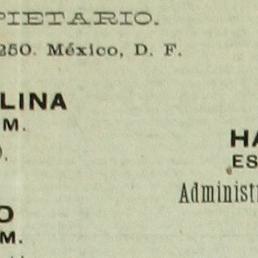 PIETARIO.
250. México, D. F.
LINA
M.
HA
ES
Administ
O
M.